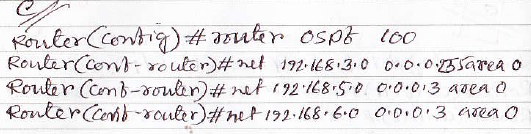 C/
Router(config)# router ospf 100
Router(conf-router)# net 192.168.3.0 0.0.0.255 area 0
Router(conf-router)# net 192.168.5.0 0.0.0.3 area 0
Router(conf-router)# net 192.168.6.0 0.0.0.3 area 0